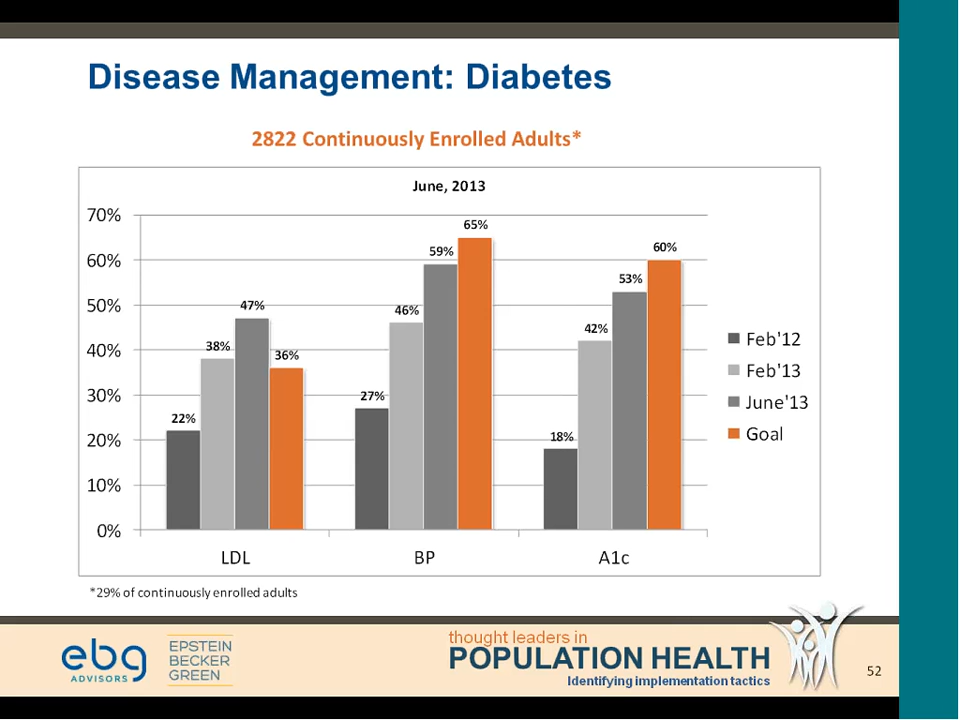 Disease Management: Diabetes
2822 Continuously Enrolled Adults*
June, 2013
70%
60%
50%
40%
30%
20%
10%
0%
22%
38%
47%
36%
27%
46%
59%
65%
18%
42%
53%
60%
LDL
BP
A1c
Feb'12
Feb'13
June'13
Goal
*29% of continuously enrolled adults
ebg
ADVISORS
EPSTEIN
BECKER
GREEN
thought leaders in
POPULATION HEALTH
Identifying implementation tactics
52